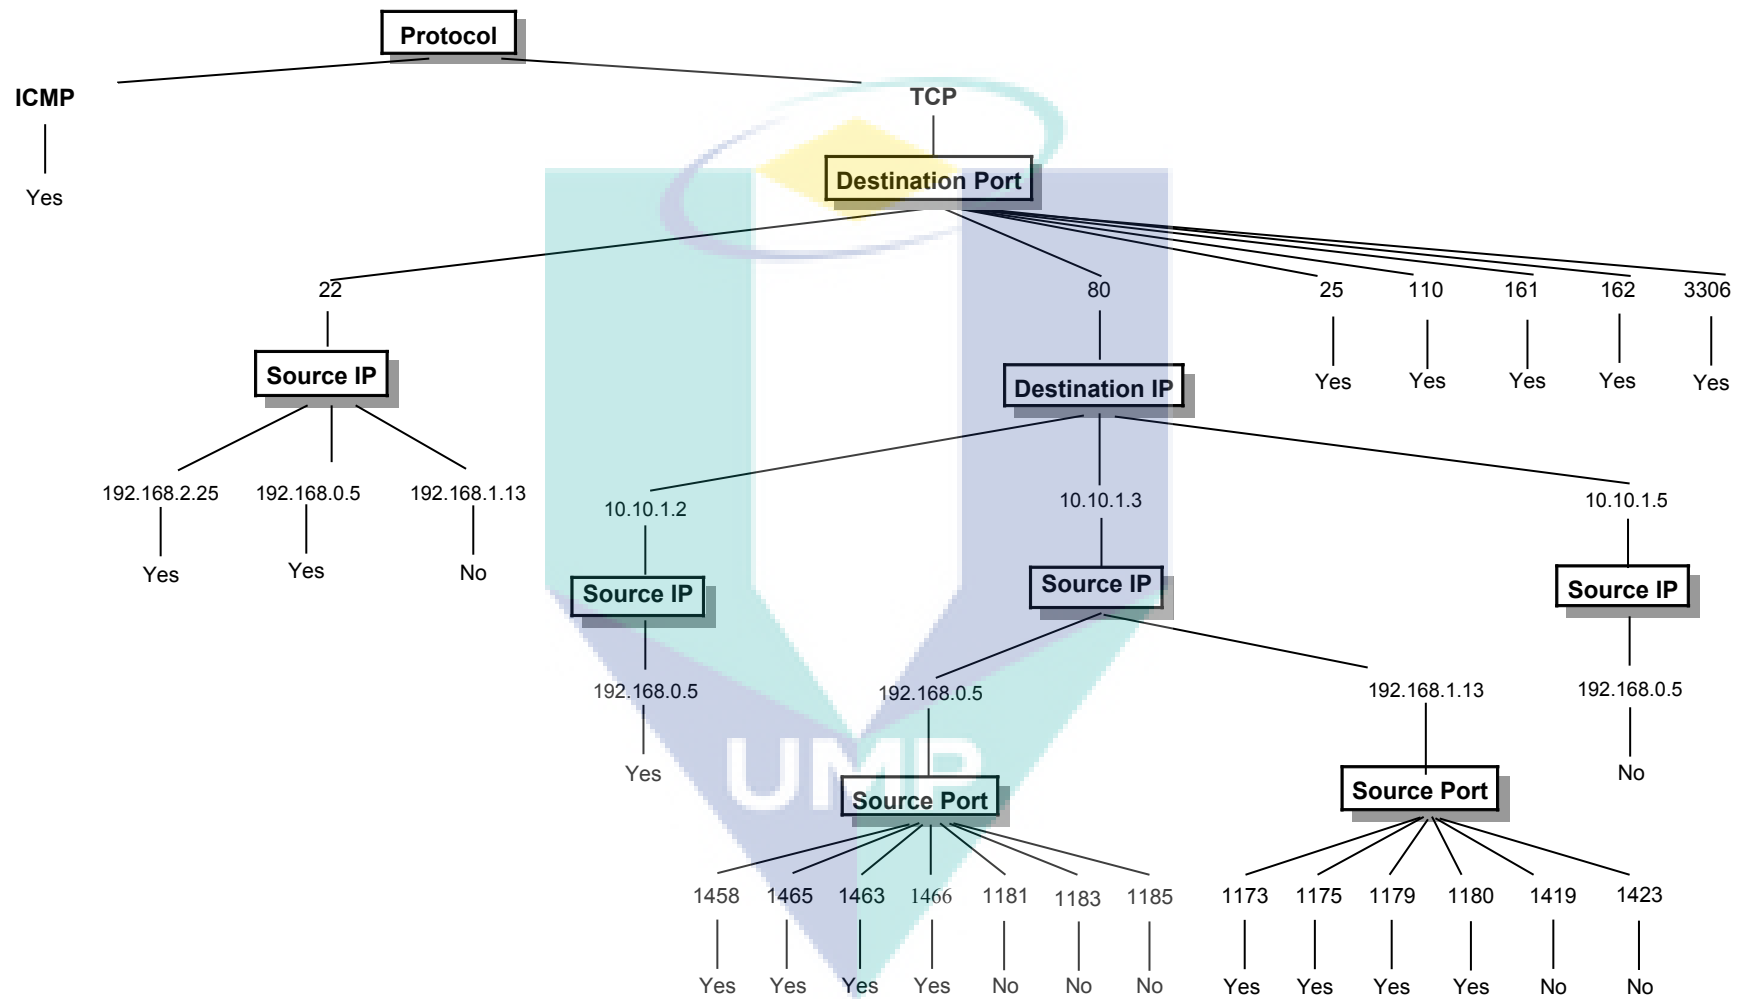 Protocol
ICMP
TCP
Yes
Destination Port
22
80
25
110
161
162
3306
Source IP
Destination IP
Yes
Yes
Yes
Yes
Yes
192.168.2.25
192.168.0.5
192.168.1.13
10.10.1.2
10.10.1.3
10.10.1.5
Yes
Yes
No
Source IP
Source IP
Source IP
192.168.0.5
192.168.0.5
192.168.1.13
192.168.0.5
Yes
UMP
No
Source Port
Source Port
1458
1465
1463
1466
1181
1183
1185
1173
1175
1179
1180
1419
1423
Yes
Yes
Yes
Yes
No
No
No
Yes
Yes
Yes
Yes
No
No